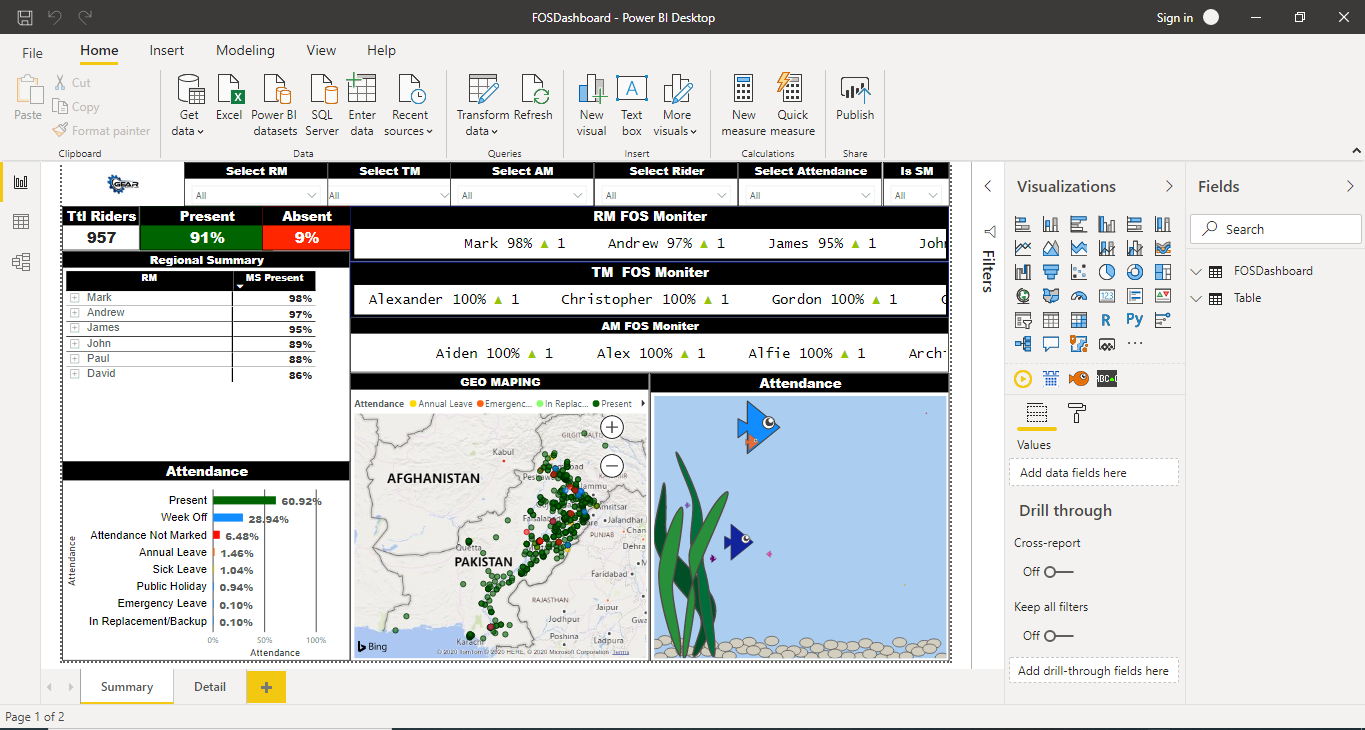 FOSDashboard - Power BI Desktop
Sign in
File Home Insert Modeling View Help
Paste
Cut
Copy
Format painter
Clipboard
Get data
Excel
Power BI datasets
SQL Server
Enter data
Recent sources
Data
Transform data
Refresh
Queries
New visual
Text box
More visuals
Insert
New measure
Quick measure
Calculations
Publish
Share
GEAR
Select RM Select TM Select AM Select Rider Select Attendance Is SM
All All All All All All
Ttl Riders Present Absent
957 91% 9%
RM FOS Moniter
Mark 98% ▲ 1 Andrew 97% ▲ 1 James 95% ▲ 1
TM FOS Moniter
Alexander 100% ▲ 1 Christopher 100% ▲ 1 Gordon 100% ▲ 1
AM FOS Moniter
Aiden 100% ▲ 1 Alex 100% ▲ 1 Alfie 100% ▲ 1
Regional Summary
RM MS Present
Mark 98%
Andrew 97%
James 95%
John 89%
Paul 88%
David 86%
Attendance
Present 60.92%
Week Off 28.94%
Attendance Not Marked 6.48%
Annual Leave 1.46%
Sick Leave 1.04%
Public Holiday 0.94%
Emergency Leave 0.10%
In Replacement/Backup 0.10%
0% 50% 100%
Attendance
Attendance
GEO MAPING
Attendance Annual Leave Emergenc... In Replac... Present
Kabul
AFGHANISTAN
Quetta
PAKISTAN
PUNJAB
Jalandhar
Faridabad
RAJASTHAN
Jaipur
Jodhpur
Poshina
Ladpura
Karachi
Bing
© 2020 TomTom © 2020 HERE, © 2020 Microsoft Corporation Terms
Attendance
Filters
Visualizations
Values
Add data fields here
Drill through
Cross-report
Off
Keep all filters
Off
Add drill-through fields here
Fields
Search
FOSDashboard
Table
123
R Py
Summary Detail
Page 1 of 2